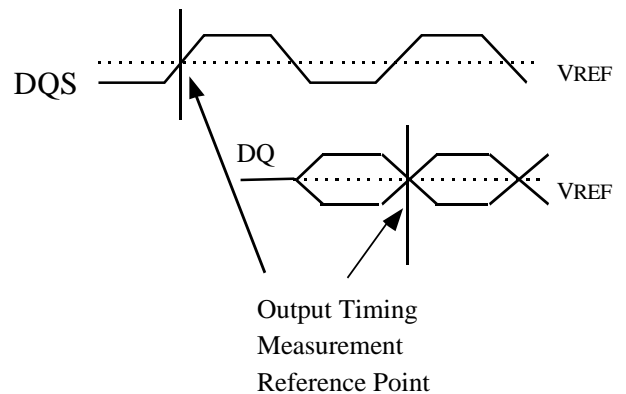 DQS
VREF
DQ
VREF
Output Timing
Measurement
Reference Point